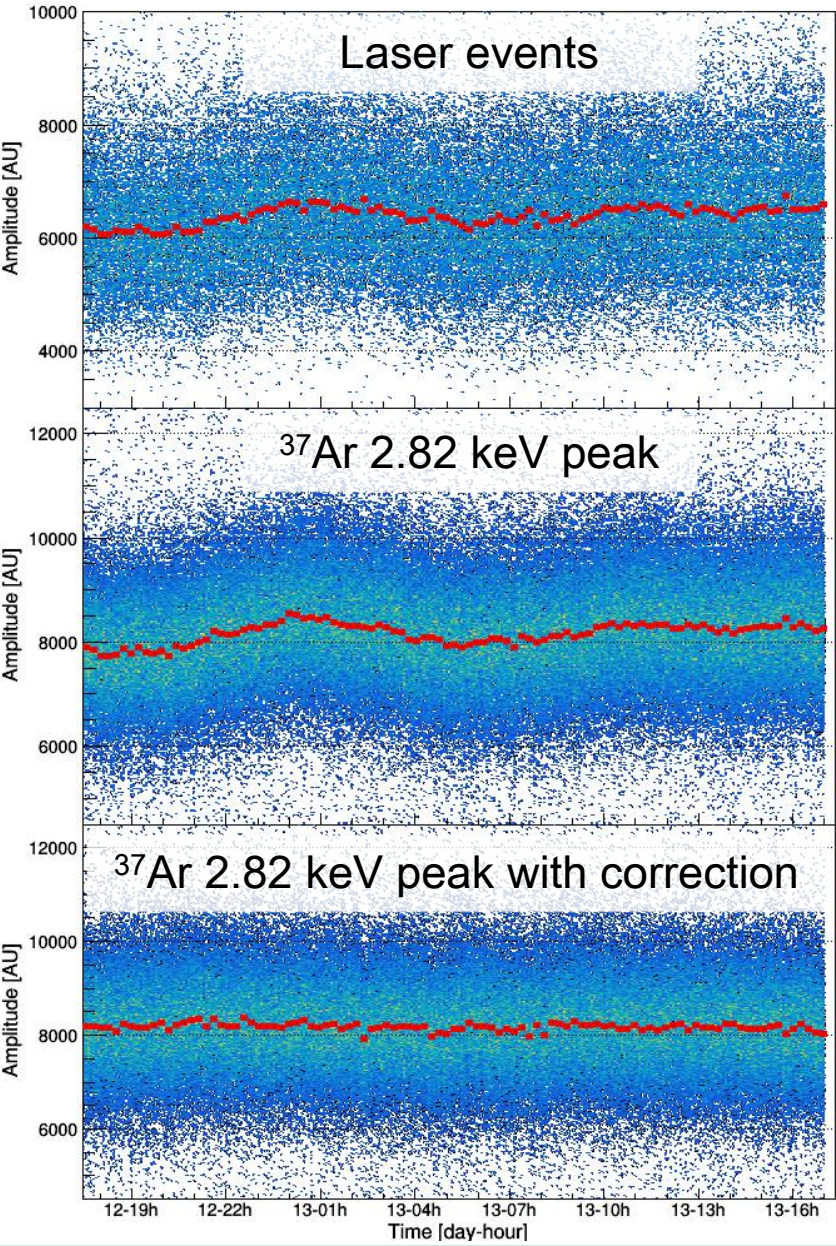 Laser events
10000
8000
6000
4000
Amplitude [AU]
³⁷Ar 2.82 keV peak
12000
10000
8000
6000
Amplitude [AU]
³⁷Ar 2.82 keV peak with correction
12000
10000
8000
6000
Amplitude [AU]
12-19h 12-22h 13-01h 13-04h 13-07h 13-10h 13-13h 13-16h
Time [day-hour]